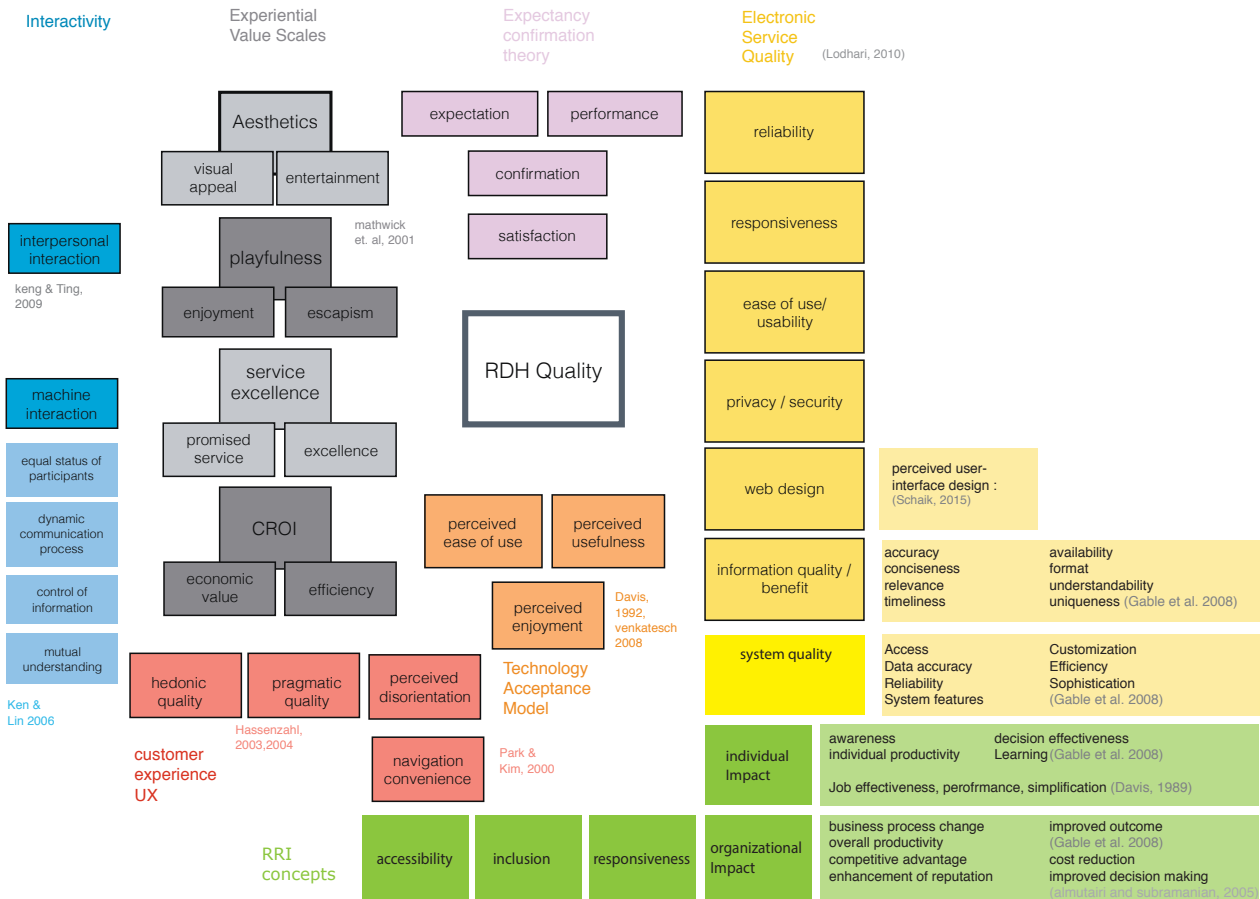 Interactivity
Experiential
Value Scales
Expectancy
confirmation
theory
Electronic
Service
Quality
(Lodhari, 2010)
interpersonal
interaction
keng & Ting,
2009
machine
interaction
equal status of
participants
dynamic
communication
process
control of
information
mutual
understanding
Ken &
Lin 2006
Aesthetics
visual
appeal
entertainment
mathwick
et. al, 2001
playfulness
enjoyment
escapism
service
excellence
promised
service
excellence
CROI
economic
value
efficiency
expectation
performance
confirmation
satisfaction
RDH Quality
perceived
ease of use
perceived
usefulness
perceived
enjoyment
Davis,
1992,
venkatesch
2008
Technology
Acceptance
Model
hedonic
quality
pragmatic
quality
perceived
disorientation
Hassenzahl,
2003,2004
customer
experience
UX
navigation
convenience
Park &
Kim, 2000
reliability
responsiveness
ease of use/
usability
privacy / security
web design
perceived user-
interface design :
(Schaik, 2015)
information quality /
benefit
accuracy
conciseness
relevance
timeliness
availability
format
understandability
uniqueness (Gable et al. 2008)
system quality
Access
Data accuracy
Reliability
System features
Customization
Efficiency
Sophistication
(Gable et al. 2008)
individual
Impact
awareness
individual productivity
decision effectiveness
Learning(Gable et al. 2008)
Job effectiveness, perofrmance, simplification (Davis, 1989)
RRI
concepts
accessibility
inclusion
responsiveness
organizational
Impact
business process change
overall productivity
competitive advantage
enhancement of reputation
improved outcome
(Gable et al. 2008)
cost reduction
improved decision making
(almutairi and subramanian, 2005)